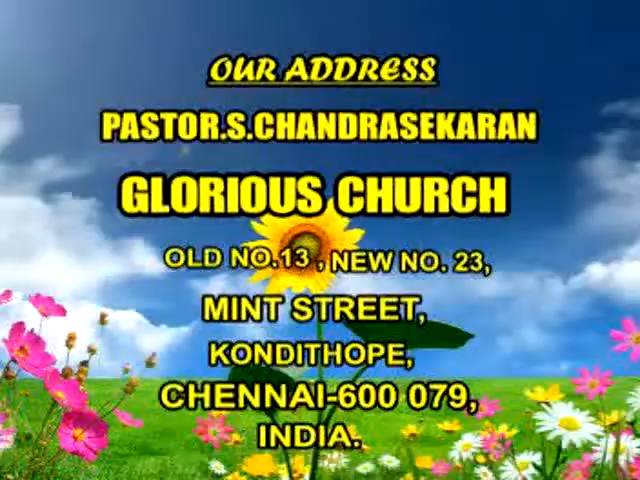 OUR ADDRESS
PASTOR.S.CHANDRASEKARAN
GLORIOUS CHURCH
OLD NO.13 , NEW NO. 23,
MINT STREET,
KONDITHOPE,
CHENNAI-600 079,
INDIA.